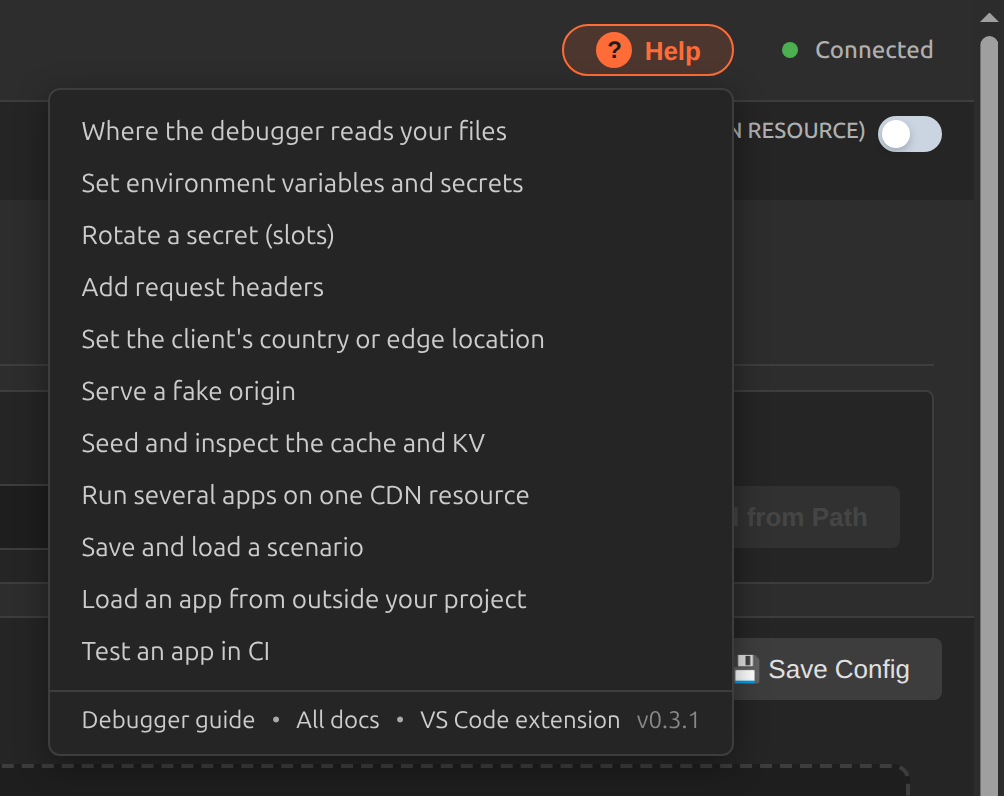 ? Help
Connected
N RESOURCE)
Where the debugger reads your files
Set environment variables and secrets
Rotate a secret (slots)
Add request headers
Set the client's country or edge location
Serve a fake origin
Seed and inspect the cache and KV
Run several apps on one CDN resource
from Path
Save and load a scenario
Load an app from outside your project
Test an app in CI
Save Config
Debugger guide • All docs • VS Code extension v0.3.1